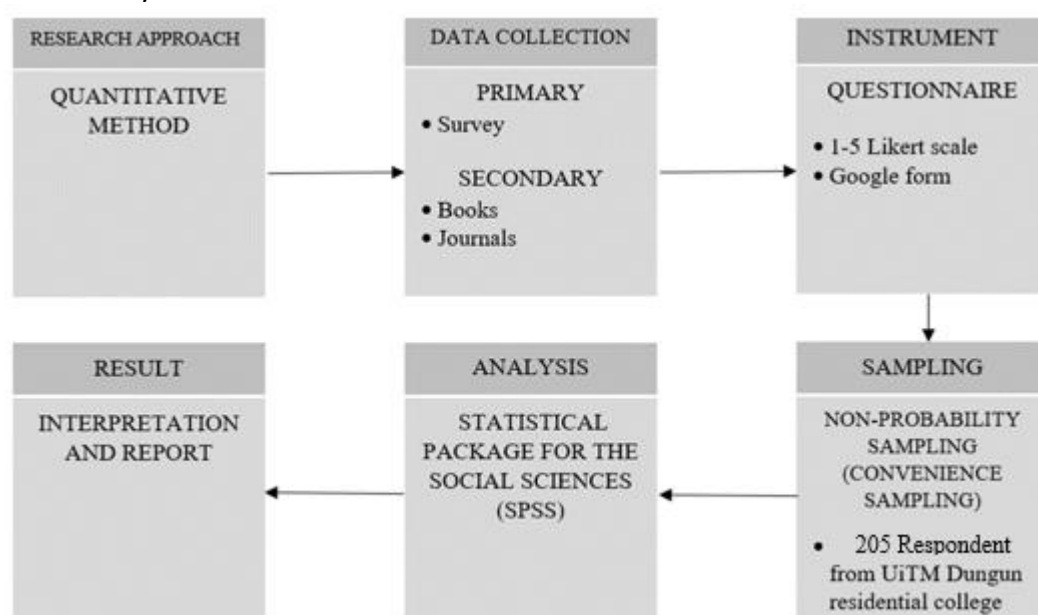 RESEARCH APPROACH
QUANTITATIVE
METHOD
DATA COLLECTION
PRIMARY
• Survey
SECONDARY
• Books
• Journals
INSTRUMENT
QUESTIONNAIRE
• 1-5 Likert scale
• Google form
SAMPLING
NON-PROBABILITY
SAMPLING
(CONVENIENCE
SAMPLING)
• 205 Respondent
from UiTM Dungun
residential college
ANALYSIS
STATISTICAL
PACKAGE FOR THE
SOCIAL SCIENCES
(SPSS)
RESULT
INTERPRETATION
AND REPORT